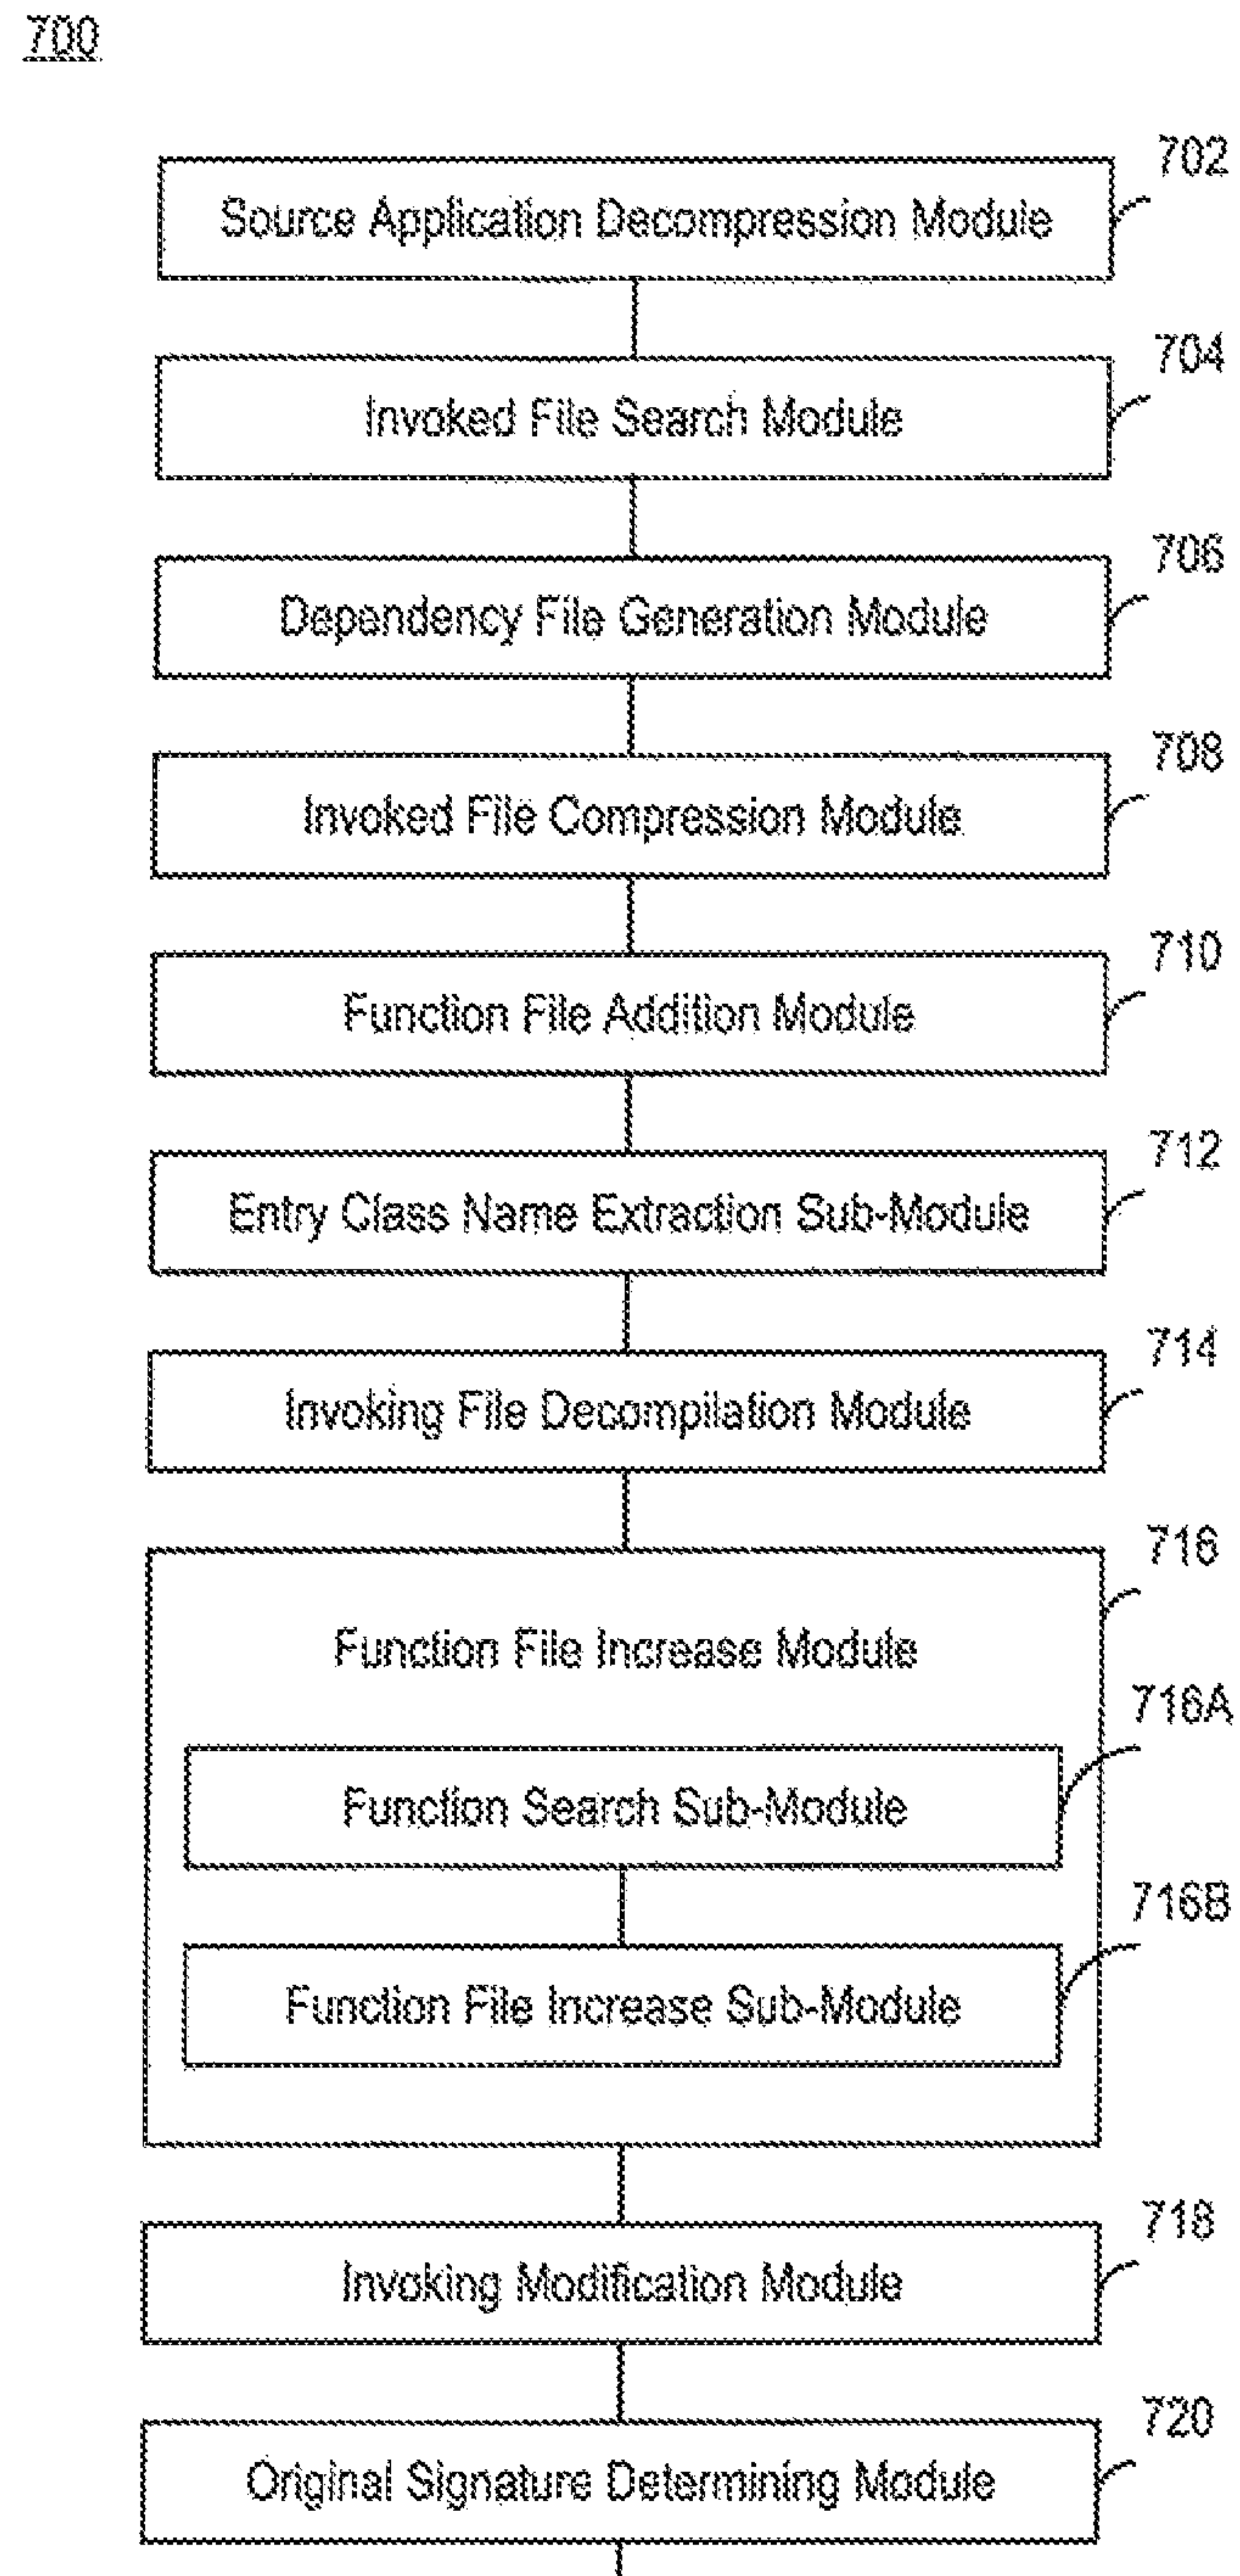 700
702
Source Application Decompression Module
704
Invoked File Search Module
706
Dependency File Generation Module
708
Invoked File Compression Module
710
Function File Addition Module
712
Entry Class Name Extraction Sub-Module
714
Invoking File Decompilation Module
716
Function File Increase Module
716A
Function Search Sub-Module
716B
Function File Increase Sub-Module
718
Invoking Modification Module
720
Original Signature Determining Module